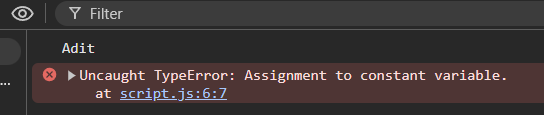 Filter
Adit
Uncaught TypeError: Assignment to constant variable.
at script.js:6:7
...